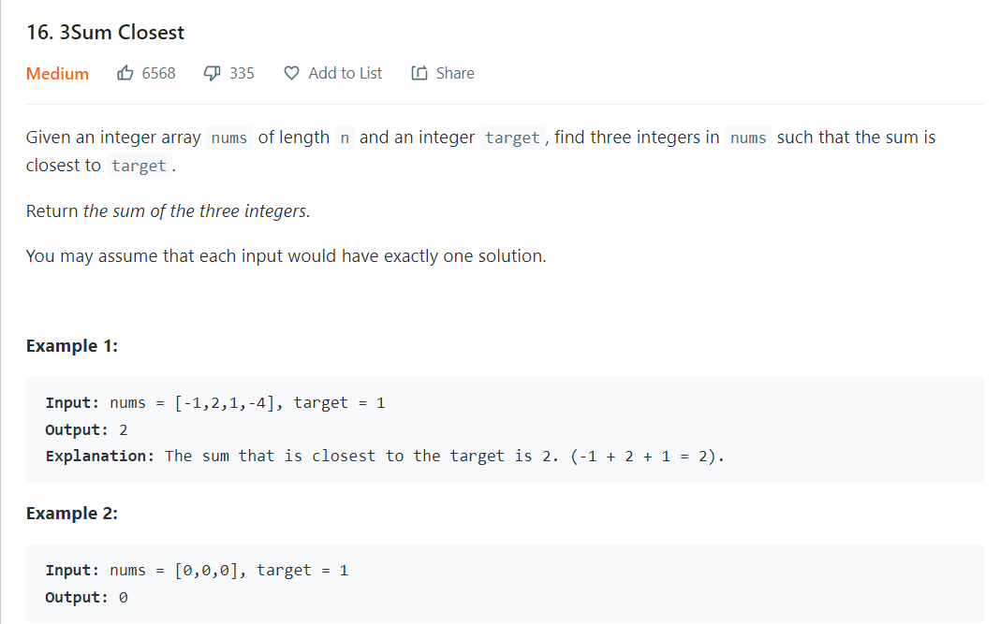 16. 3Sum Closest
Medium 6568 335 Add to List Share
Given an integer array nums of length n and an integer target, find three integers in nums such that the sum is
closest to target.
Return the sum of the three integers.
You may assume that each input would have exactly one solution.
Example 1:
Input: nums = [-1,2,1,-4], target = 1
Output: 2
Explanation: The sum that is closest to the target is 2. (-1 + 2 + 1 = 2).
Example 2:
Input: nums = [0,0,0], target = 1
Output: 0